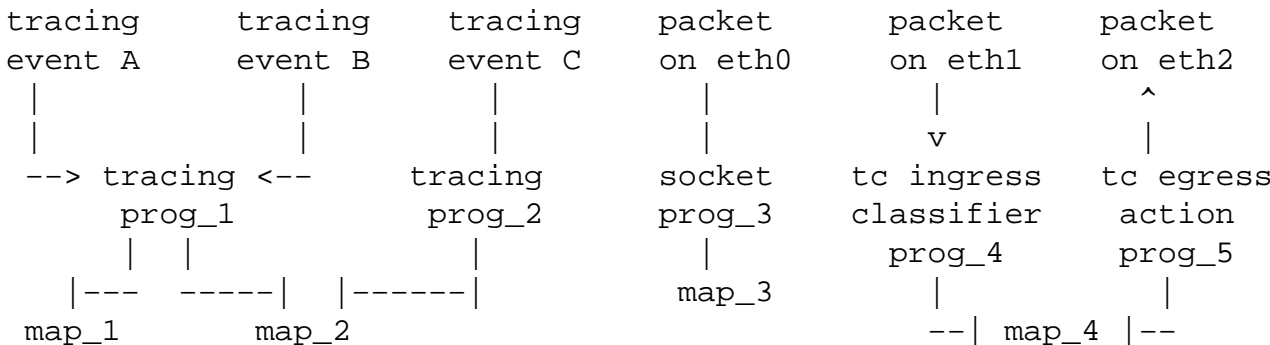 tracing tracing tracing packet packet packet
event A event B event C on eth0 on eth1 on eth2
| | | | | ^
| | | | v |
--> tracing <-- tracing socket tc ingress tc egress
prog_1 prog_2 prog_3 classifier action
| | | | prog_4 prog_5
|--- -----| |------| map_3 | |
map_1 map_2 --| map_4 |--